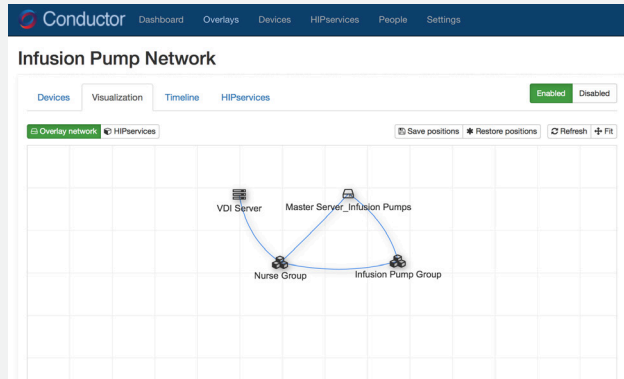 Conductor Dashboard Overlays Devices HIPservices People Settings
Infusion Pump Network
Devices Visualization Timeline HIPservices Enabled Disabled
Overlay network HIPservices Save positions Restore positions Refresh Fit
VDI Server Master Server_Infusion Pumps
Nurse Group Infusion Pump Group